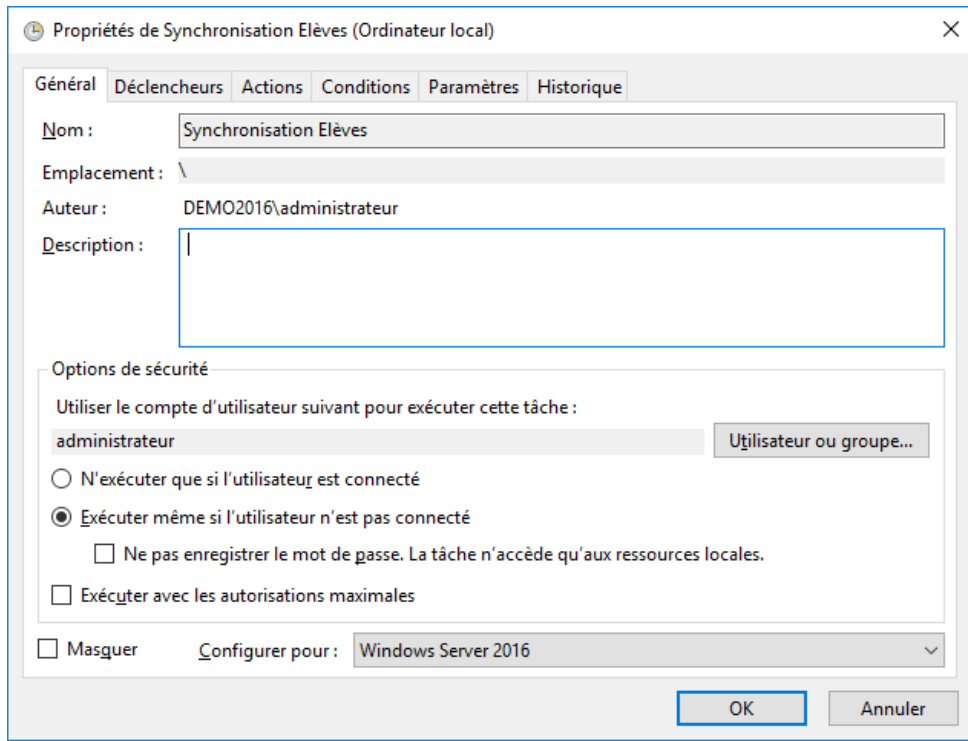 Propriétés de Synchronisation Elèves (Ordinateur local)
Général Déclencheurs Actions Conditions Paramètres Historique
Nom : Synchronisation Elèves
Emplacement : \
Auteur : DEMO2016\administrateur
Description :
Options de sécurité
Utiliser le compte d'utilisateur suivant pour exécuter cette tâche :
administrateur Utilisateur ou groupe...
N'exécuter que si l'utilisateur est connecté
Exécuter même si l'utilisateur n'est pas connecté
Ne pas enregistrer le mot de passe. La tâche n'accède qu'aux ressources locales.
Exécuter avec les autorisations maximales
Masquer Configurer pour : Windows Server 2016
OK Annuler